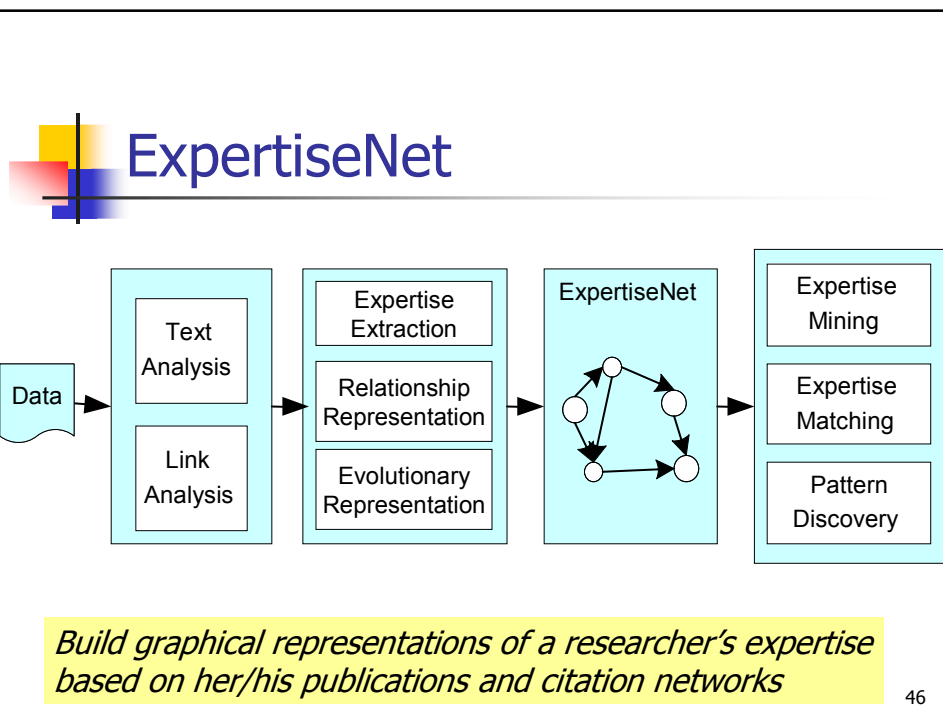 ExpertiseNet
Data
Text
Analysis
Link
Analysis
Expertise
Extraction
Relationship
Representation
Evolutionary
Representation
ExpertiseNet
Expertise
Mining
Expertise
Matching
Pattern
Discovery
Build graphical representations of a researcher's expertise
based on her/his publications and citation networks
46